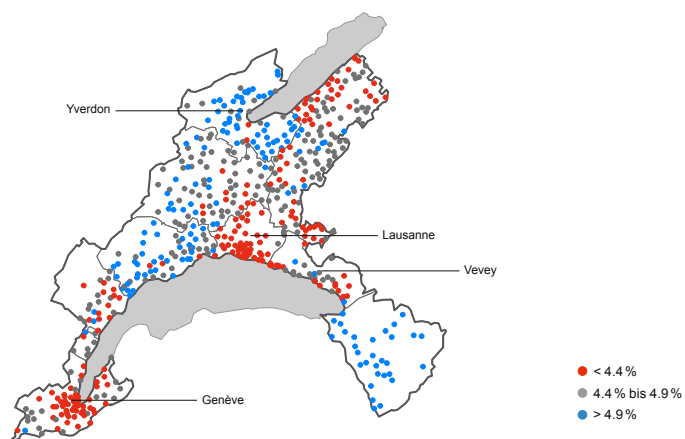 Yverdon
Lausanne
Vevey
Genève
< 4.4 %
4.4 % bis 4.9 %
> 4.9 %